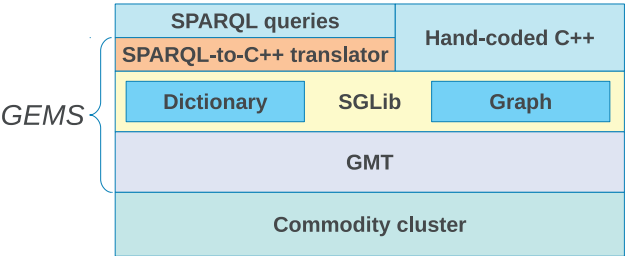 SPARQL queries
Hand-coded C++
SPARQL-to-C++ translator
GEMS
Dictionary
SGLib
Graph
GMT
Commodity cluster